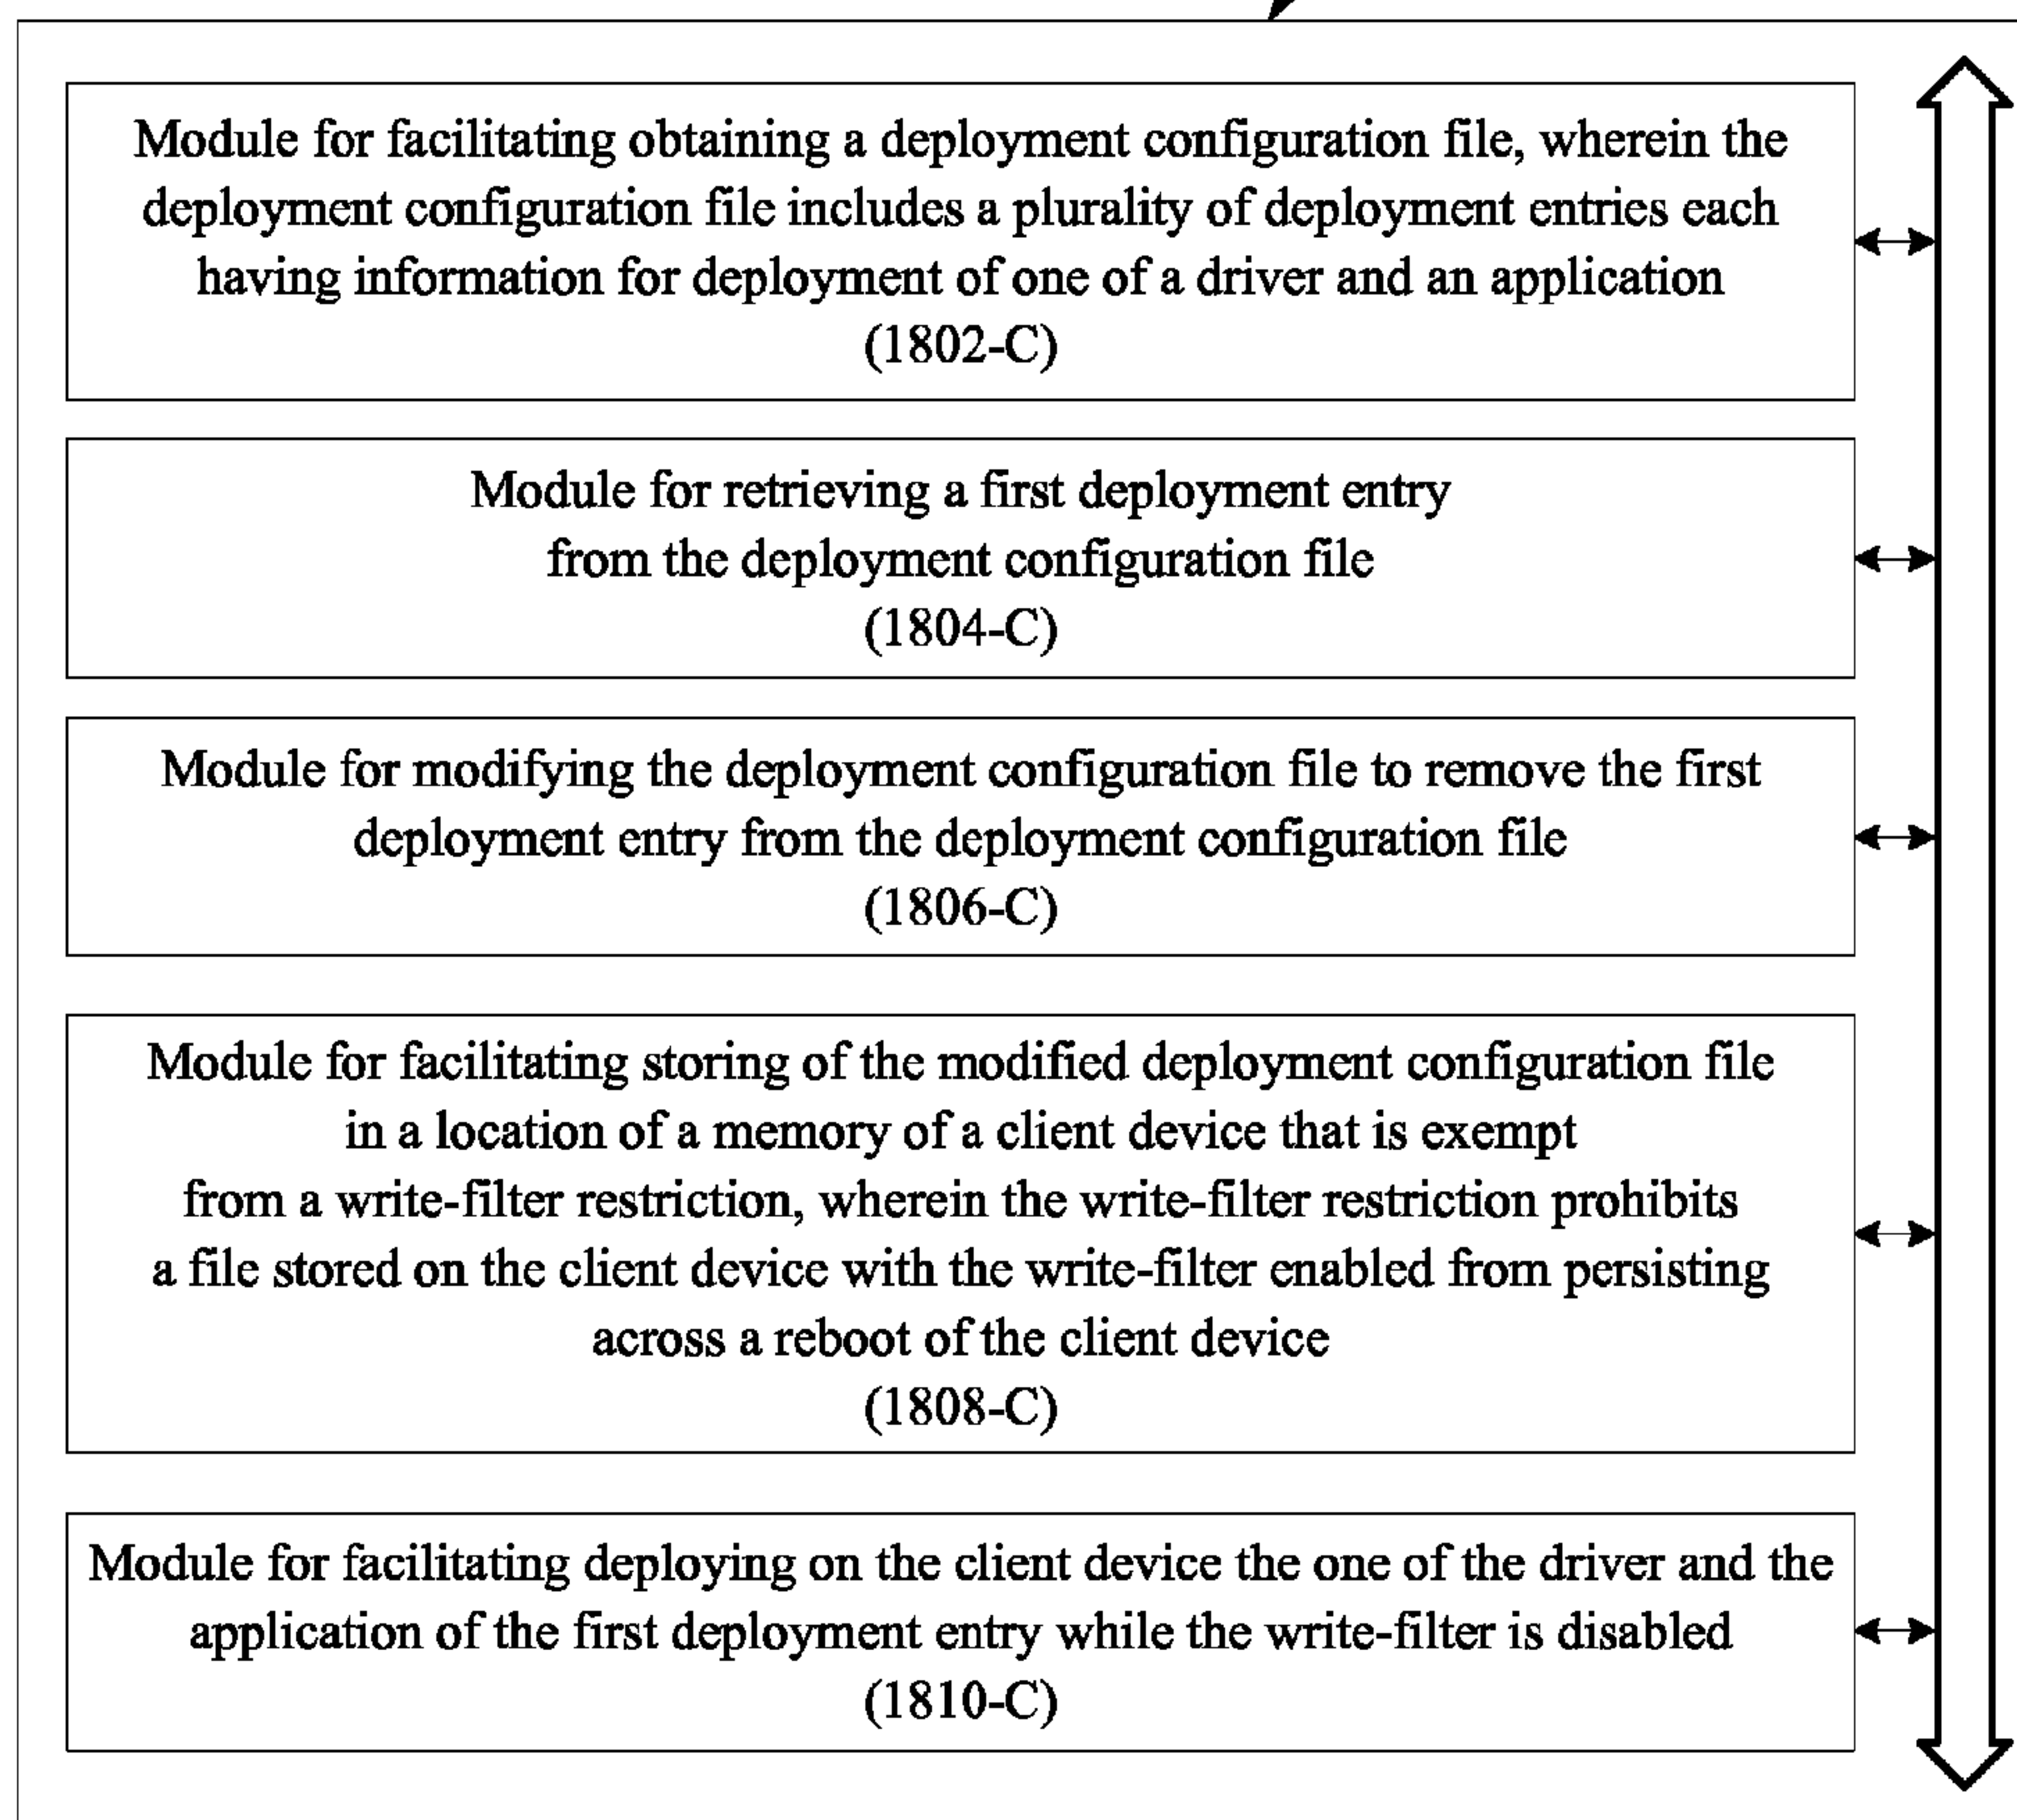 Module for facilitating obtaining a deployment configuration file, wherein the
deployment configuration file includes a plurality of deployment entries each
having information for deployment of one of a driver and an application
(1802-C)
Module for retrieving a first deployment entry
from the deployment configuration file
(1804-C)
Module for modifying the deployment configuration file to remove the first
deployment entry from the deployment configuration file
(1806-C)
Module for facilitating storing of the modified deployment configuration file
in a location of a memory of a client device that is exempt
from a write-filter restriction, wherein the write-filter restriction prohibits
a file stored on the client device with the write-filter enabled from persisting
across a reboot of the client device
(1808-C)
Module for facilitating deploying on the client device the one of the driver and the
application of the first deployment entry while the write-filter is disabled
(1810-C)